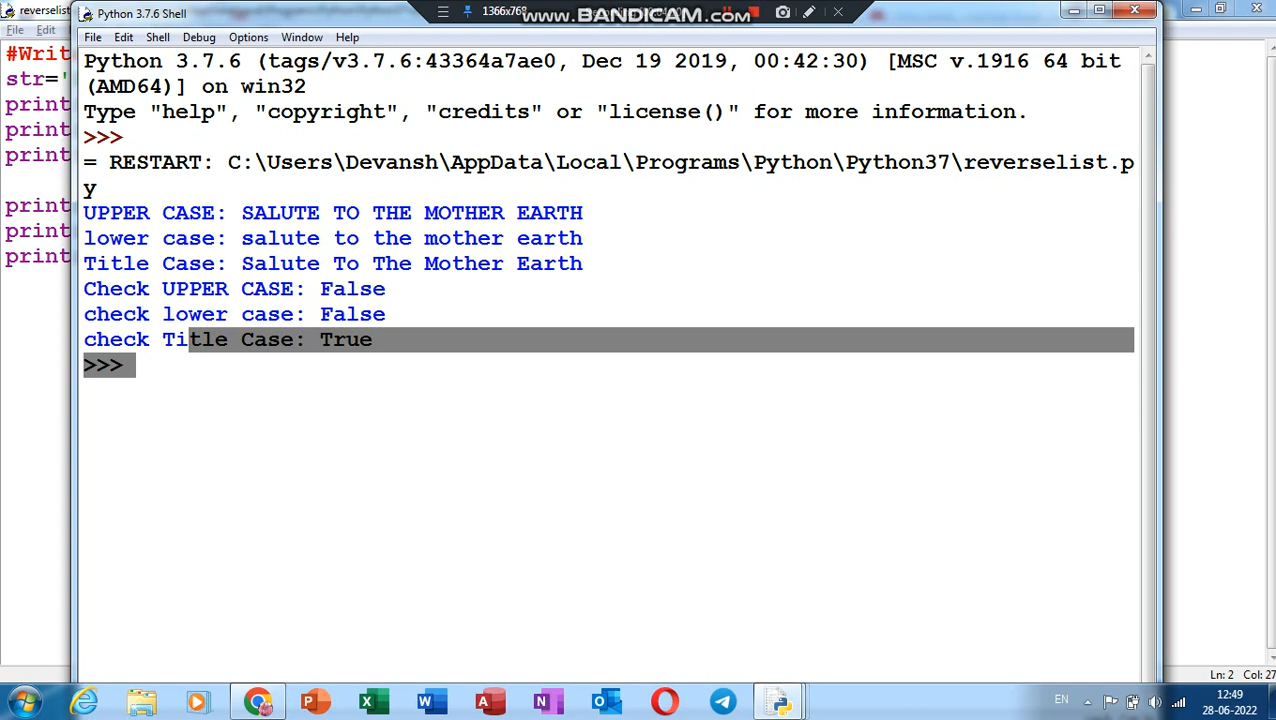 reverselist
Python 3.7.6 Shell
1366x768
www.BANDICAM.com
File Edit
File Edit Shell Debug Options Window Help
#Writ
str='
print
print
print
print
print
print
Python 3.7.6 (tags/v3.7.6:43364a7ae0, Dec 19 2019, 00:42:30) [MSC v.1916 64 bit
(AMD64)] on win32
Type "help", "copyright", "credits" or "license()" for more information.
>>>
= RESTART: C:\Users\Devansh\AppData\Local\Programs\Python\Python37\reverselist.p
y
UPPER CASE: SALUTE TO THE MOTHER EARTH
lower case: salute to the mother earth
Title Case: Salute To The Mother Earth
Check UPPER CASE: False
check lower case: False
check Title Case: True
>>>
Ln: 2 Col: 27
EN
12:49
28-06-2022